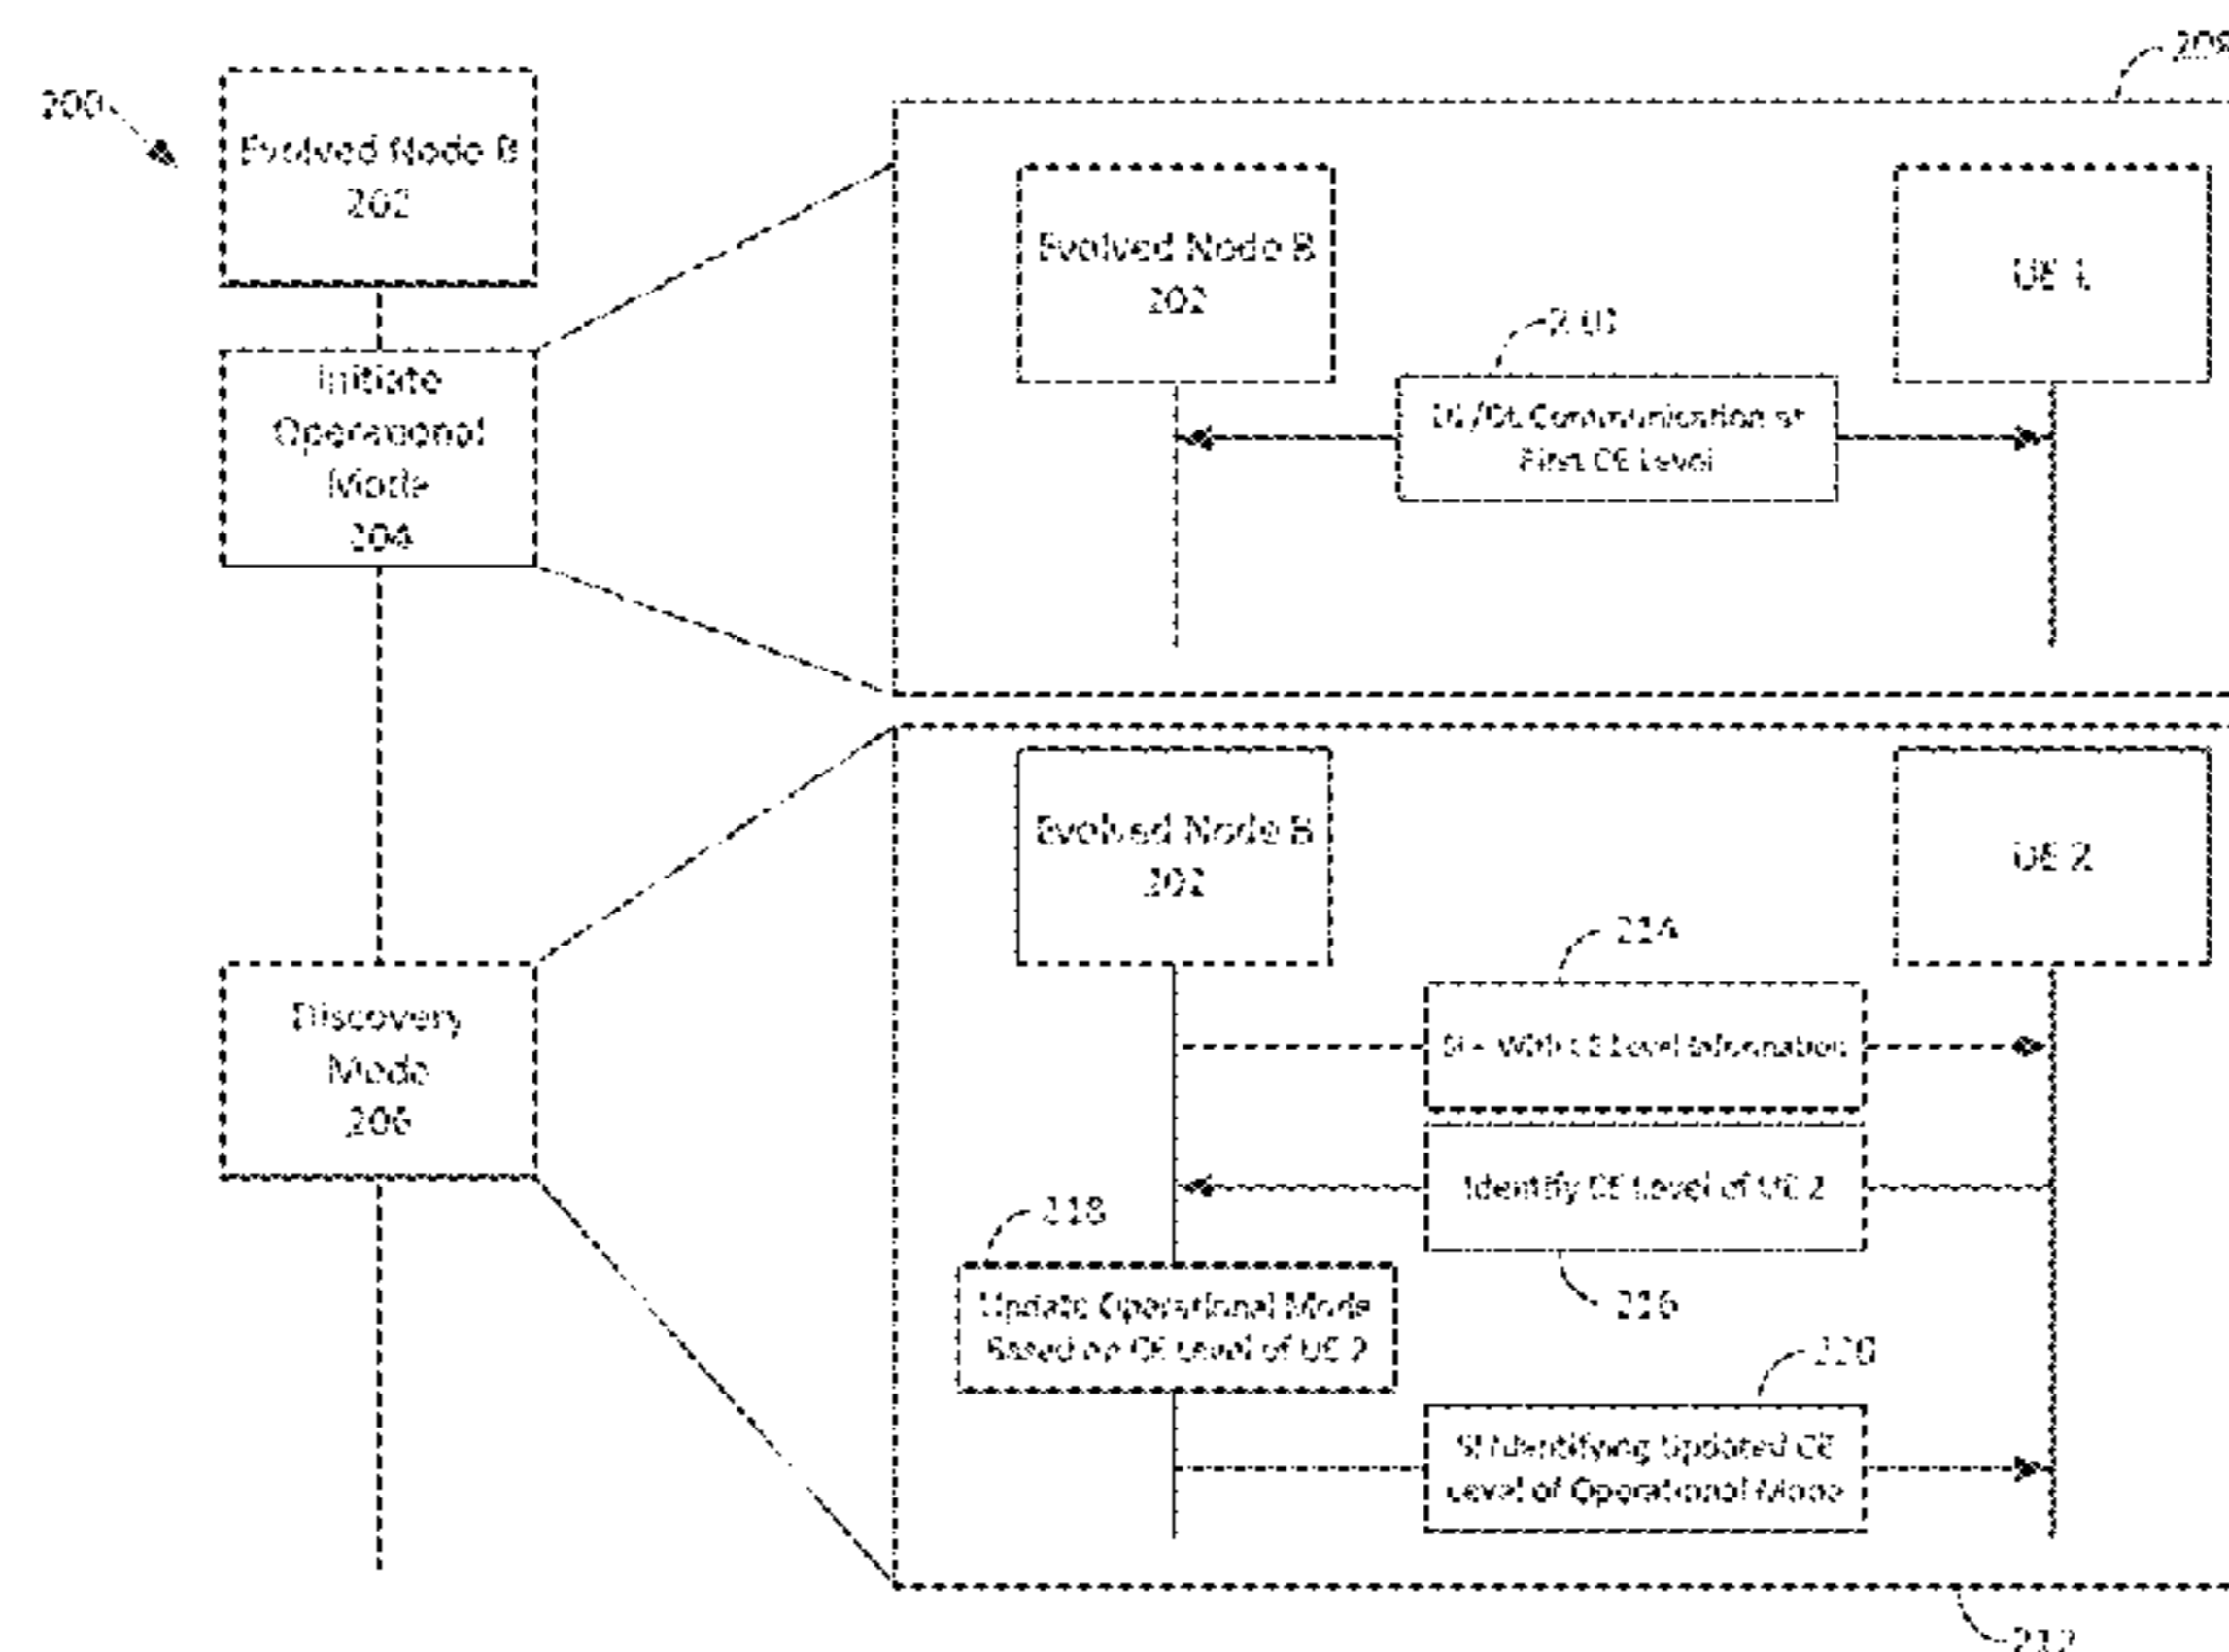 200
Evolved Node B
202
Initiate
Operational
Mode
204
Discovery
Mode
206
208
Evolved Node B
202
UE 1
210
UL/DL Communication at
First CE Level
Evolved Node B
202
UE 2
214
SI - With CE Level Information
Identify CE Level of UE 2
216
218
Update Operational Mode
Based on CE Level of UE 2
220
SI Identifying Updated CE
Level of Operational Mode
212